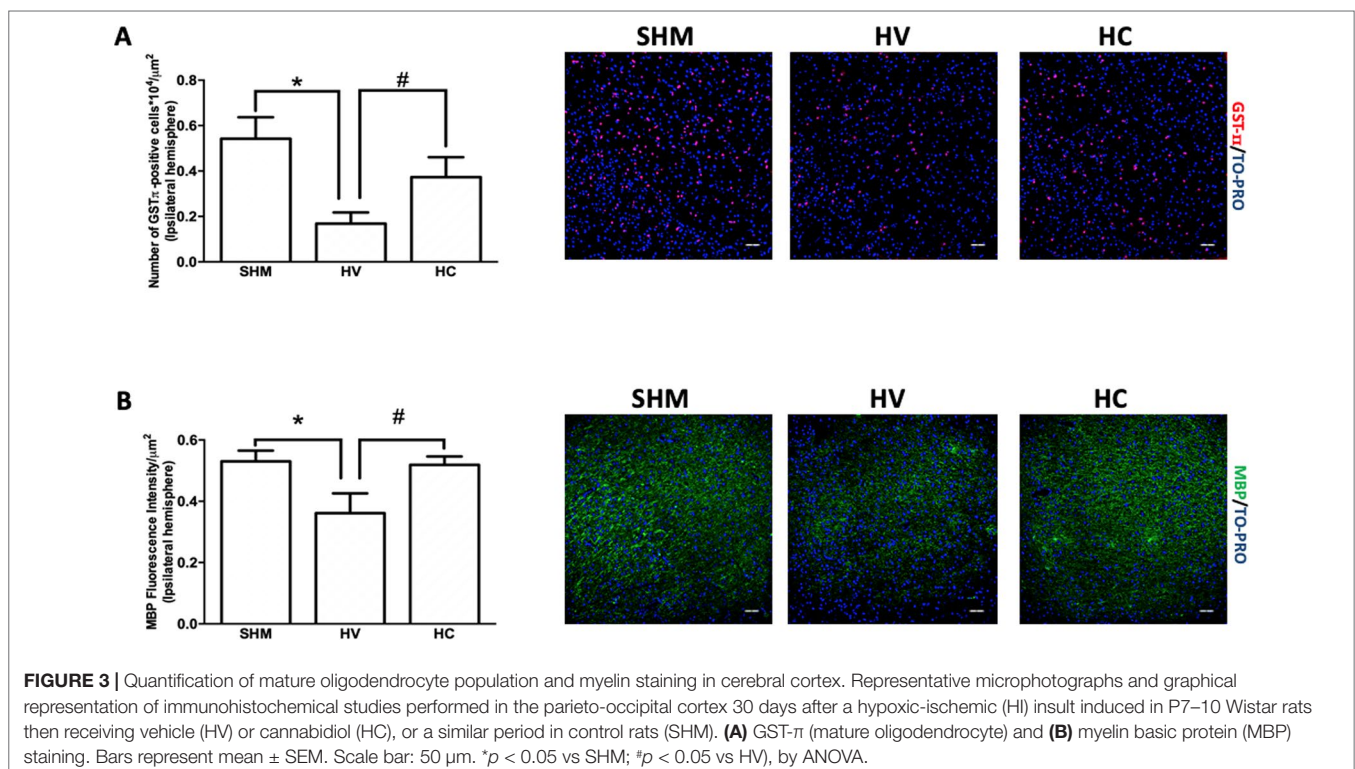 A
Number of GSTπ-positive cells*10⁴/µm²
(Ipsilateral hemisphere)
0.8
0.6
0.4
0.2
0.0
*
#
SHM
HV
HC
SHM
HV
HC
GST-π/TO-PRO
B
MBP Fluorescence Intensity/µm²
(Ipsilateral hemisphere)
0.6
0.4
0.2
0.0
*
#
SHM
HV
HC
SHM
HV
HC
MBP/TO-PRO
FIGURE 3 | Quantification of mature oligodendrocyte population and myelin staining in cerebral cortex. Representative microphotographs and graphical
representation of immunohistochemical studies performed in the parieto-occipital cortex 30 days after a hypoxic-ischemic (HI) insult induced in P7–10 Wistar rats
then receiving vehicle (HV) or cannabidiol (HC), or a similar period in control rats (SHM). (A) GST-π (mature oligodendrocyte) and (B) myelin basic protein (MBP)
staining. Bars represent mean ± SEM. Scale bar: 50 µm. *p < 0.05 vs SHM; #p < 0.05 vs HV), by ANOVA.